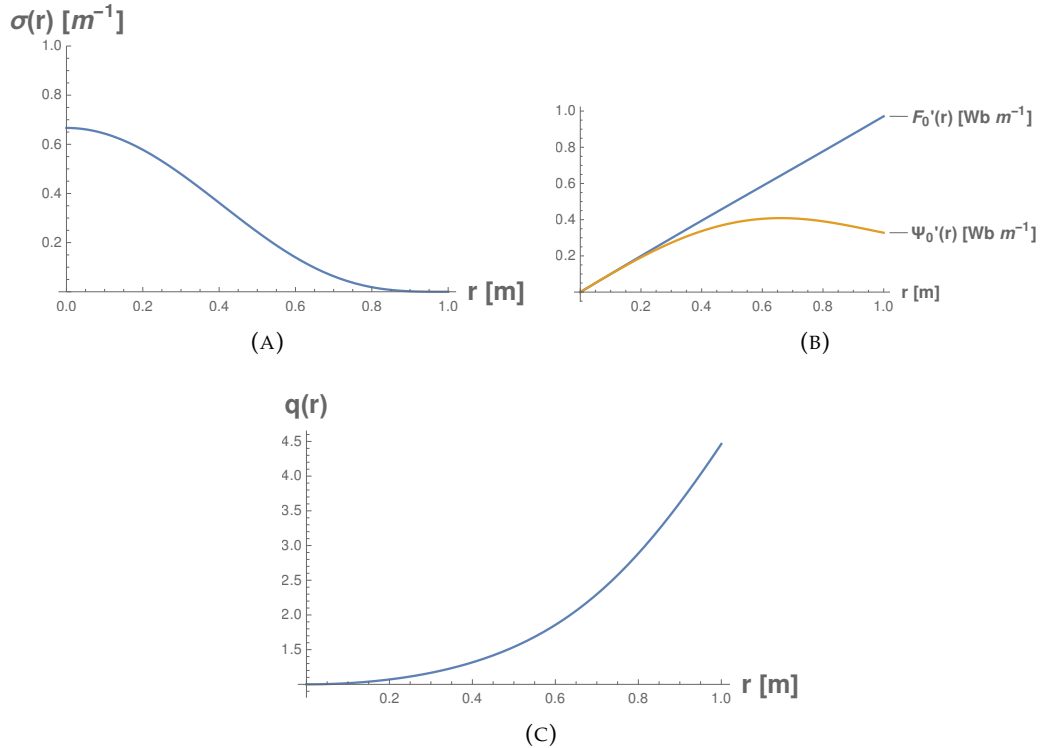 σ(r) [m⁻¹]
1.0
0.8
0.6
0.4
0.2
0.0 0.2 0.4 0.6 0.8 1.0 r [m]
(A)
1.0
0.8
0.6
0.4
0.2
0.2 0.4 0.6 0.8 1.0 r [m]
F₀'(r) [Wb m⁻¹]
Ψ₀'(r) [Wb m⁻¹]
(B)
q(r)
4.5
4.0
3.5
3.0
2.5
2.0
1.5
0.2 0.4 0.6 0.8 1.0 r [m]
(C)